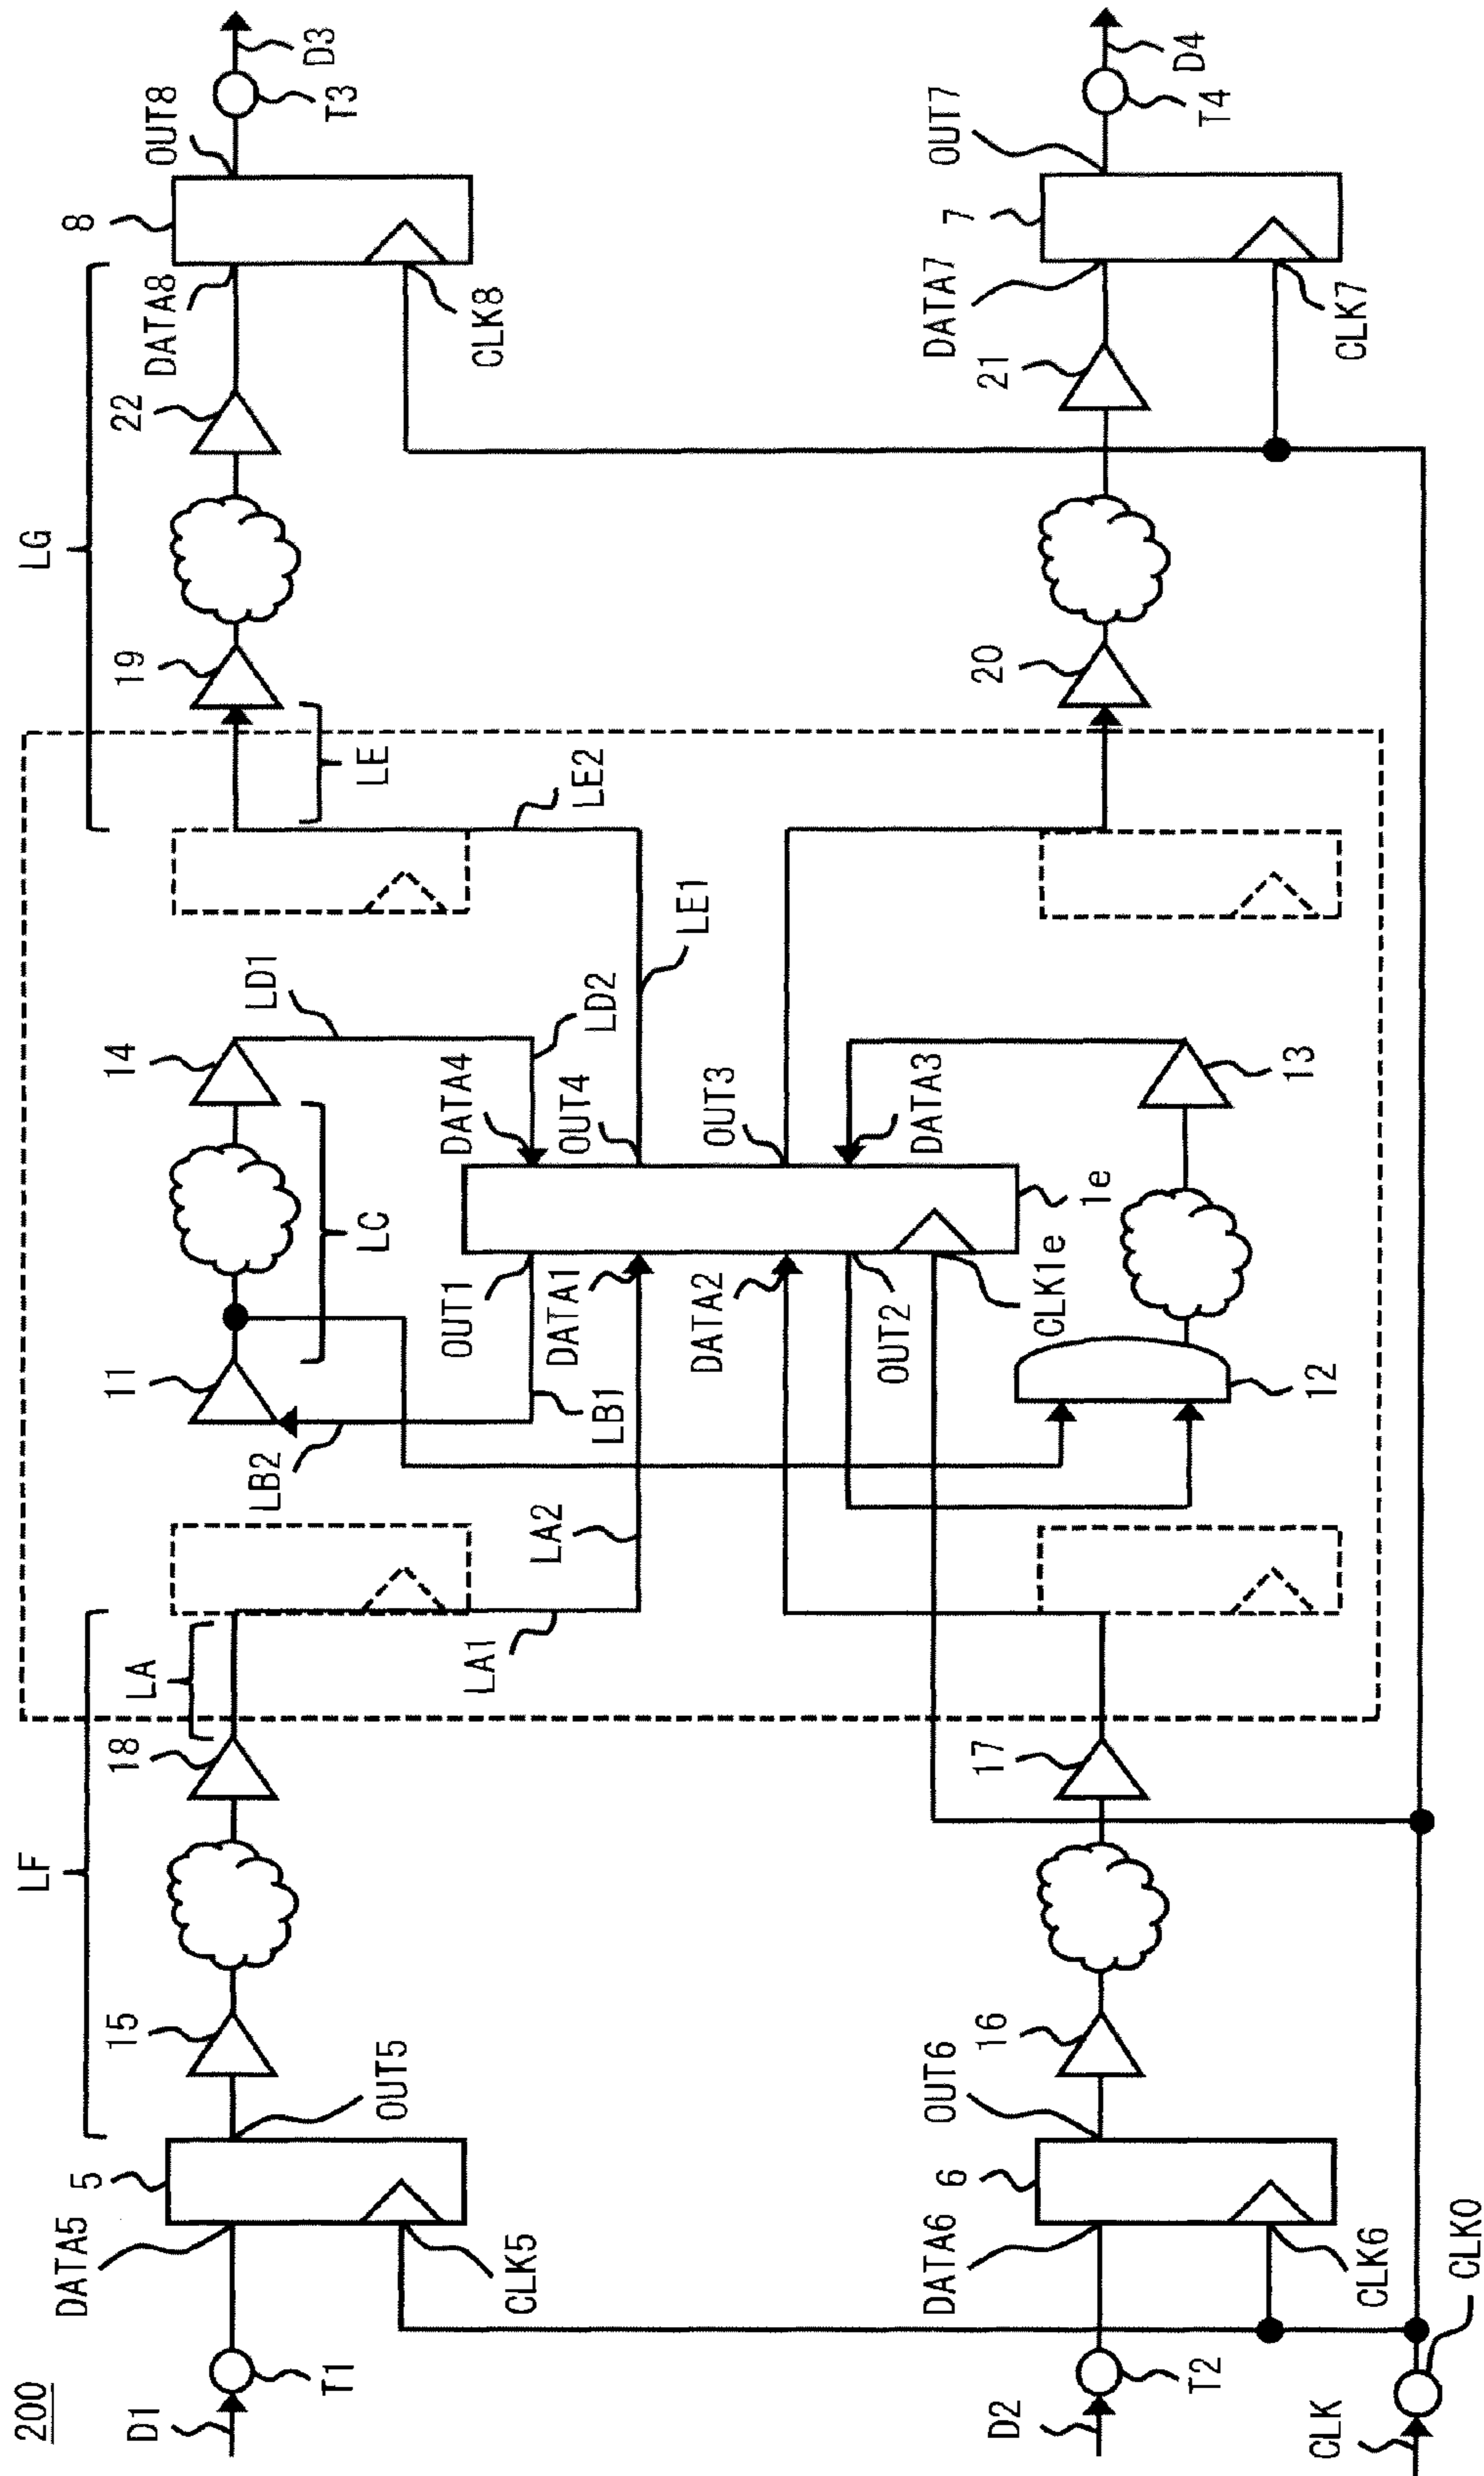 200
LF
LG
D1
T1
DATA5
5
CLK5
OUT5
15
18
LA
LA1
LA2
LB2
LB1
11
LC
14
LD1
LD2
OUT1
DATA1
DATA4
OUT4
LE1
LE2
LE
19
22
DATA8
8
CLK8
OUT8
T3
D3
DATA2
OUT2
CLK1e
1e
OUT3
DATA3
12
13
D2
T2
DATA6
6
CLK6
OUT6
16
17
20
21
DATA7
7
CLK7
OUT7
T4
D4
CLK
CLK0